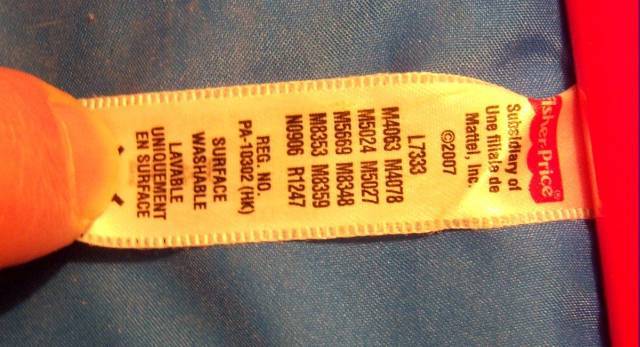 Fisher-Price®
Subsidiary of
Une filiale de
Mattel, Inc.
©2007
L7333
M4063 M4078
M5024 M5027
M5669 M8348
M8353 M8359
N0906 R1247
REG. NO.
PA-10302 (HK)
SURFACE
WASHABLE
LAVABLE
UNIQUEMENT
EN SURFACE